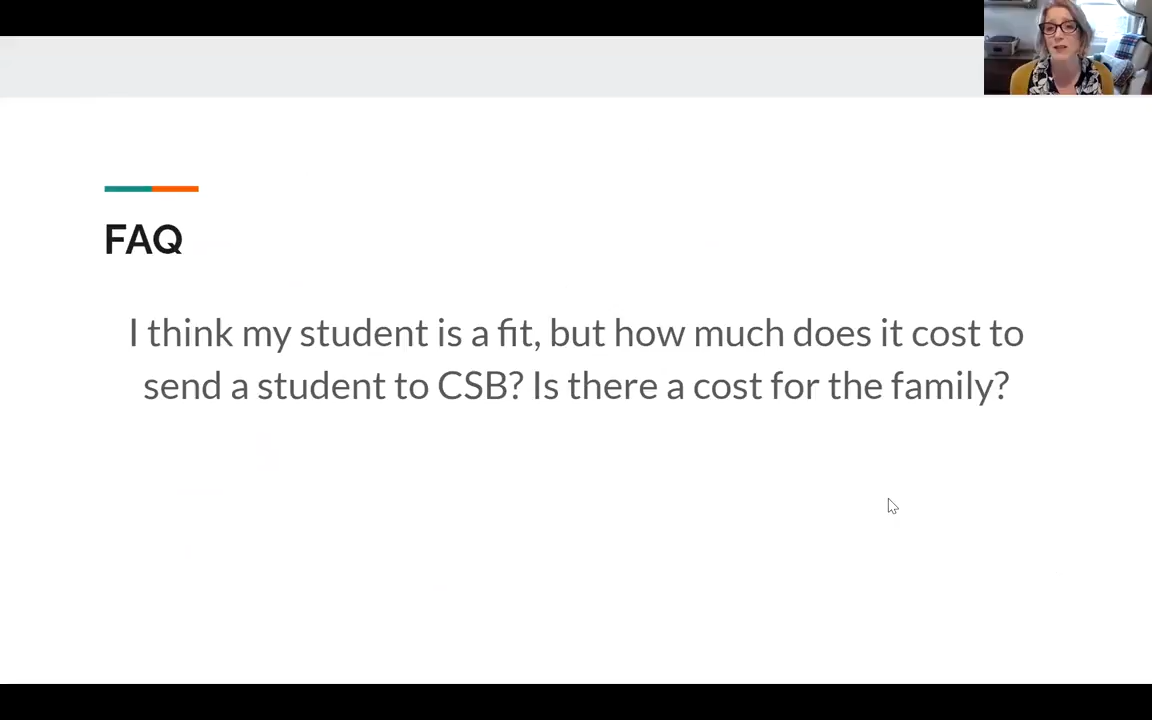 FAQ
I think my student is a fit, but how much does it cost to
send a student to CSB? Is there a cost for the family?